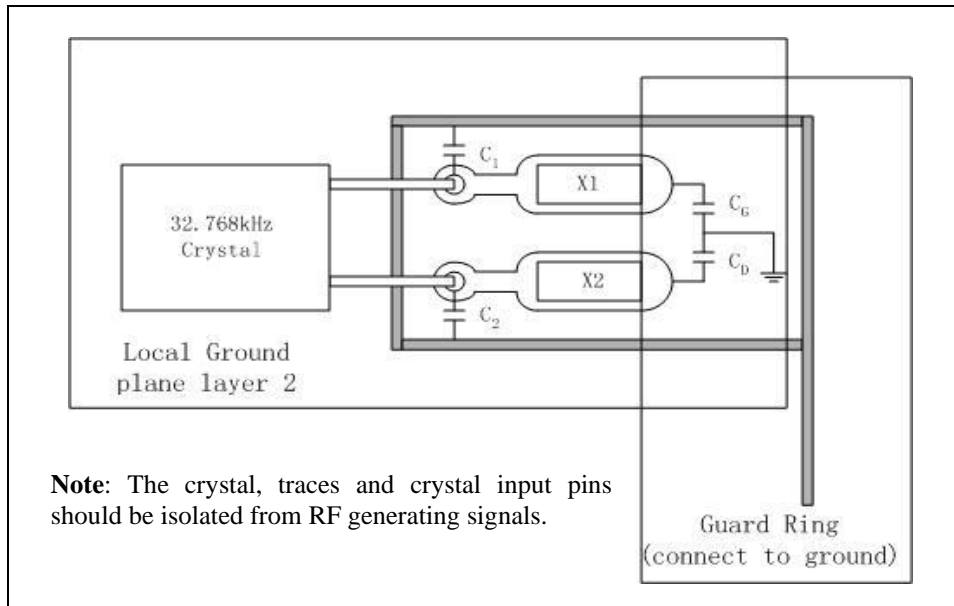 C1
X1
32.768kHz
Crystal
CG
CD
X2
C2
Local Ground
plane layer 2
Note: The crystal, traces and crystal input pins
should be isolated from RF generating signals.
Guard Ring
(connect to ground)